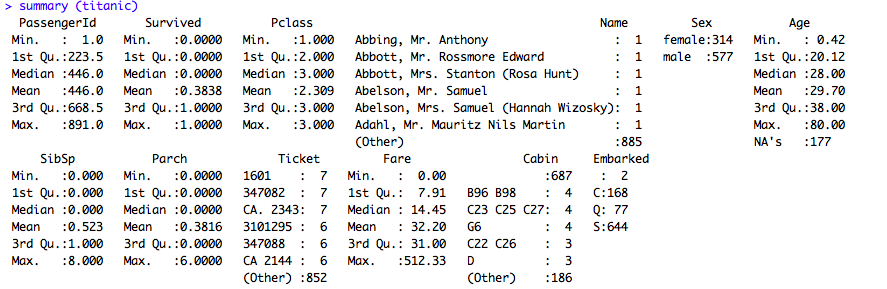 > summary (titanic)
PassengerId Survived Pclass Name Sex Age
Min. : 1.0 Min. :0.0000 Min. :1.000 Abbing, Mr. Anthony : 1 female:314 Min. : 0.42
1st Qu.:223.5 1st Qu.:0.0000 1st Qu.:2.000 Abbott, Mr. Rossmore Edward : 1 male :577 1st Qu.:20.12
Median :446.0 Median :0.0000 Median :3.000 Abbott, Mrs. Stanton (Rosa Hunt) : 1 Median :28.00
Mean :446.0 Mean :0.3838 Mean :2.309 Abelson, Mr. Samuel : 1 Mean :29.70
3rd Qu.:668.5 3rd Qu.:1.0000 3rd Qu.:3.000 Abelson, Mrs. Samuel (Hannah Wizosky): 1 3rd Qu.:38.00
Max. :891.0 Max. :1.0000 Max. :3.000 Adahl, Mr. Mauritz Nils Martin : 1 Max. :80.00
(Other) :885 NA's :177
SibSp Parch Ticket Fare Cabin Embarked
Min. :0.000 Min. :0.0000 1601 : 7 Min. : 0.00 :687 : 2
1st Qu.:0.000 1st Qu.:0.0000 347082 : 7 1st Qu.: 7.91 B96 B98 : 4 C:168
Median :0.000 Median :0.0000 CA. 2343: 7 Median : 14.45 C23 C25 C27: 4 Q: 77
Mean :0.523 Mean :0.3816 3101295 : 6 Mean : 32.20 G6 : 4 S:644
3rd Qu.:1.000 3rd Qu.:0.0000 347088 : 6 3rd Qu.: 31.00 C22 C26 : 3
Max. :8.000 Max. :6.0000 CA 2144 : 6 Max. :512.33 D : 3
(Other) :852 (Other) :186